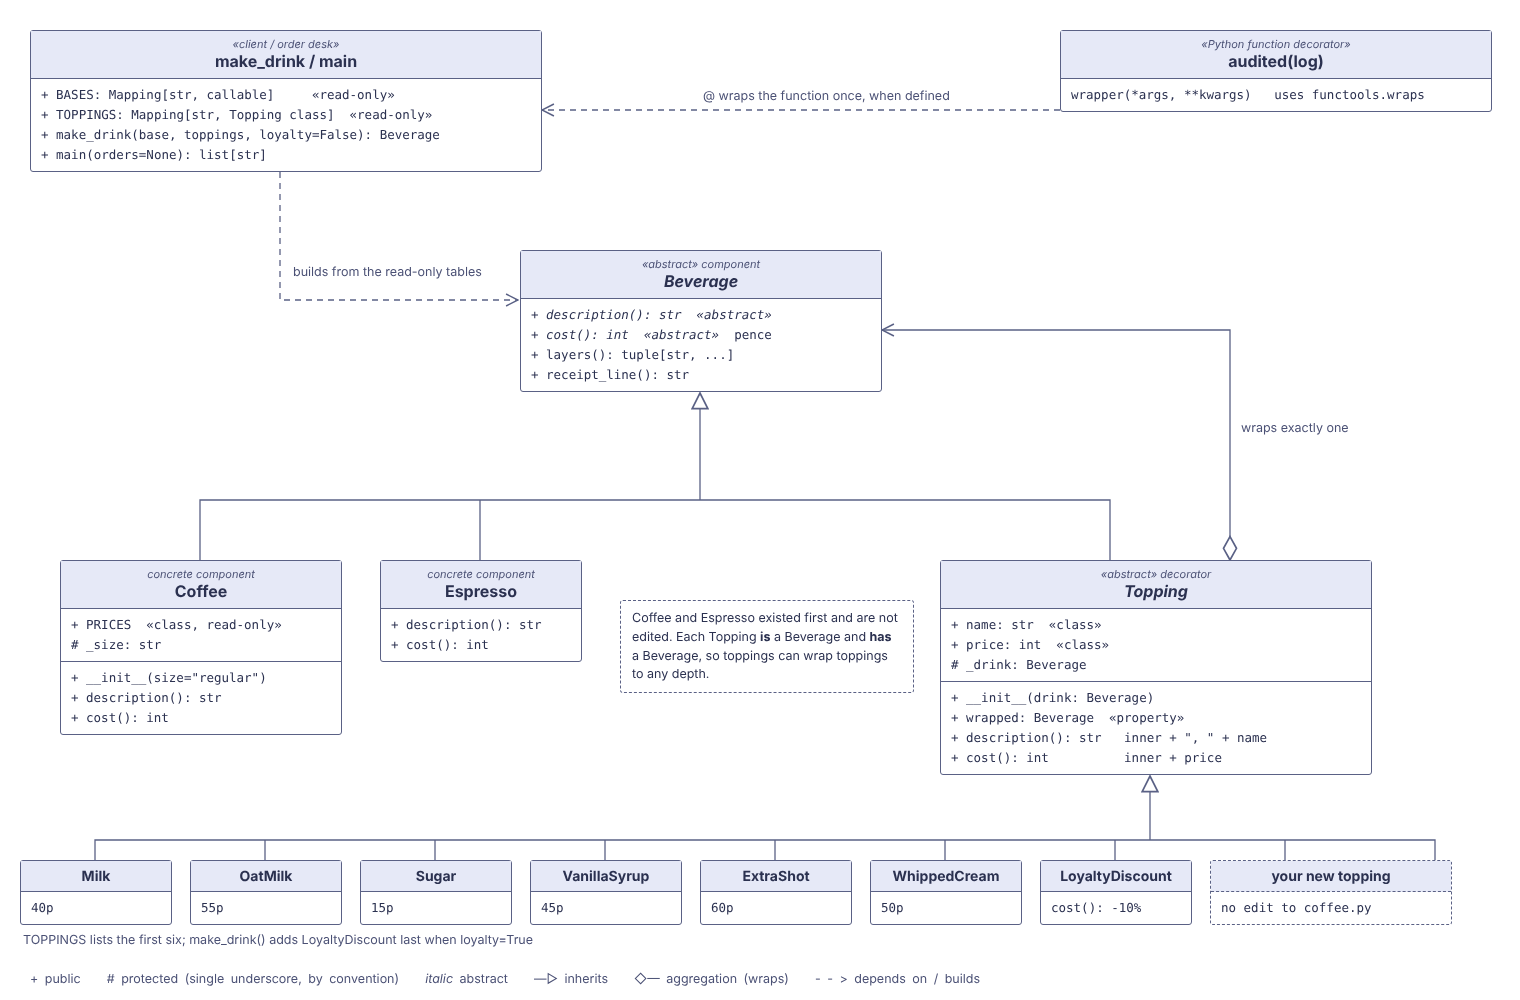 «client / order desk»
make_drink / main
+ BASES: Mapping[str, callable]     «read-only»
+ TOPPINGS: Mapping[str, Topping class]  «read-only»
+ make_drink(base, toppings, loyalty=False): Beverage
+ main(orders=None): list[str]
@ wraps the function once, when defined
«Python function decorator»
audited(log)
wrapper(*args, **kwargs)   uses functools.wraps
builds from the read-only tables
«abstract» component
Beverage
+ description(): str  «abstract»
+ cost(): int  «abstract»  pence
+ layers(): tuple[str, ...]
+ receipt_line(): str
wraps exactly one
concrete component
Coffee
+ PRICES  «class, read-only»
# _size: str
+ __init__(size="regular")
+ description(): str
+ cost(): int
concrete component
Espresso
+ description(): str
+ cost(): int
Coffee and Espresso existed first and are not
edited. Each Topping is a Beverage and has
a Beverage, so toppings can wrap toppings
to any depth.
«abstract» decorator
Topping
+ name: str  «class»
+ price: int  «class»
# _drink: Beverage
+ __init__(drink: Beverage)
+ wrapped: Beverage  «property»
+ description(): str   inner + ", " + name
+ cost(): int          inner + price
Milk
40p
OatMilk
55p
Sugar
15p
VanillaSyrup
45p
ExtraShot
60p
WhippedCream
50p
LoyaltyDiscount
cost(): -10%
your new topping
no edit to coffee.py
TOPPINGS lists the first six; make_drink() adds LoyaltyDiscount last when loyalty=True
+ public   # protected (single underscore, by convention)   italic abstract   inherits   aggregation (wraps)   - - > depends on / builds